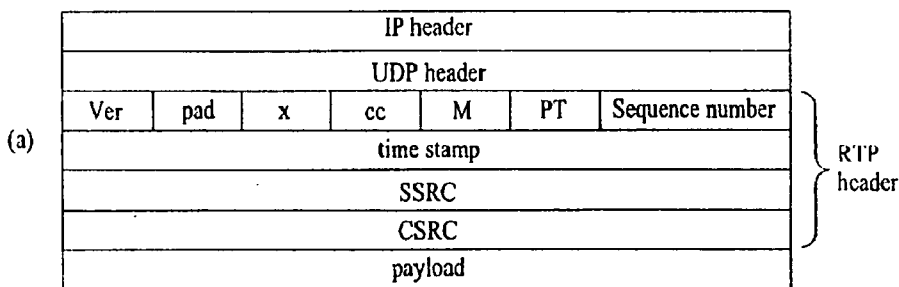 IP header
UDP header
Ver pad x cc M PT Sequence number
(a)
time stamp
RTP header
SSRC
CSRC
payload